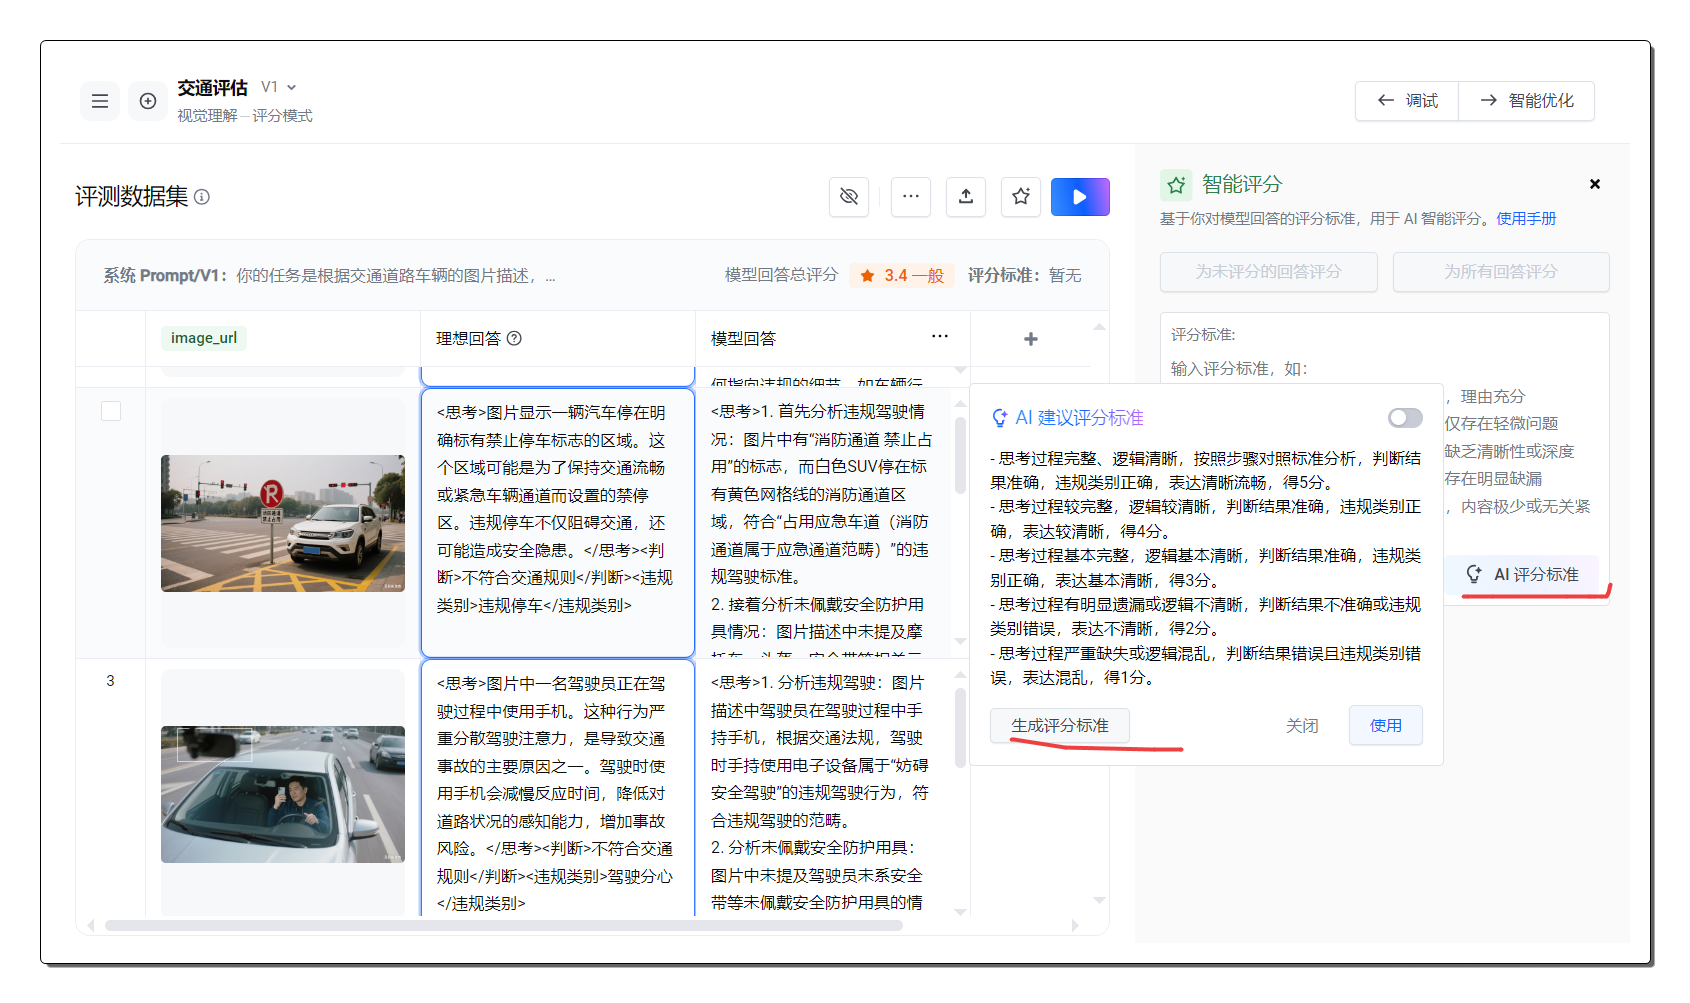 交通评估 V1
视觉理解 – 评分模式
调试
智能优化
评测数据集
系统 Prompt/V1：你的任务是根据交通道路车辆的图片描述，...
模型回答总评分 3.4 一般 评分标准：暂无
image_url
理想回答
模型回答
何指向违规的细节，如车辆行
<思考>图片显示一辆汽车停在明
确标有禁止停车标志的区域。这
个区域可能是为了保持交通流畅
或紧急车辆通道而设置的禁停
区。违规停车不仅阻碍交通，还
可能造成安全隐患。</思考><判
断>不符合交通规则</判断><违规
类别>违规停车</违规类别>
<思考>1. 首先分析违规驾驶情
况：图片中有“消防通道 禁止占
用”的标志，而白色SUV停在标
有黄色网格线的消防通道区
域，符合“占用应急车道（消防
通道属于应急通道范畴）”的违
规驾驶标准。
2. 接着分析未佩戴安全防护用
具情况：图片描述中未提及摩
托车、头盔、安全带等相关元
消防通道
禁止占用
3
<思考>图片中一名驾驶员正在驾
驶过程中使用手机。这种行为严
重分散驾驶注意力，是导致交通
事故的主要原因之一。驾驶时使
用手机会减慢反应时间，降低对
道路状况的感知能力，增加事故
风险。</思考><判断>不符合交通
规则</判断><违规类别>驾驶分心
</违规类别>
<思考>1. 分析违规驾驶：图片
描述中驾驶员在驾驶过程中手
持手机，根据交通法规，驾驶
时手持使用电子设备属于“妨碍
安全驾驶”的违规驾驶行为，符
合违规驾驶的范畴。
2. 分析未佩戴安全防护用具：
图片中未提及驾驶员未系安全
带等未佩戴安全防护用具的情
智能评分
基于你对模型回答的评分标准，用于 AI 智能评分。使用手册
为未评分的回答评分
为所有回答评分
评分标准:
输入评分标准，如：
，理由充分
仅存在轻微问题
缺乏清晰性或深度
存在明显缺漏
，内容极少或无关紧
AI 评分标准
AI 建议评分标准
- 思考过程完整、逻辑清晰，按照步骤对照标准分析，判断结
果准确，违规类别正确，表达清晰流畅，得5分。
- 思考过程较完整，逻辑较清晰，判断结果准确，违规类别正
确，表达较清晰，得4分。
- 思考过程基本完整，逻辑基本清晰，判断结果准确，违规类
别正确，表达基本清晰，得3分。
- 思考过程有明显遗漏或逻辑不清晰，判断结果不准确或违规
类别错误，表达不清晰，得2分。
- 思考过程严重缺失或逻辑混乱，判断结果错误且违规类别错
误，表达混乱，得1分。
生成评分标准
关闭
使用